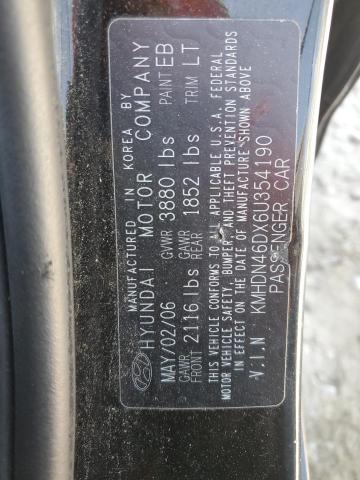 MANUFACTURED IN KOREA BY
HYUNDAI MOTOR COMPANY
MAY/02/06 GVWR 3880 lbs PAINT EB
GAWR FRONT 2116 lbs GAWR REAR 1852 lbs TRIM LT
THIS VEHICLE CONFORMS TO ALL APPLICABLE U.S.A. FEDERAL
MOTOR VEHICLE SAFETY, BUMPER, AND THEFT PREVENTION STANDARDS
IN EFFECT ON THE DATE OF MANUFACTURE SHOWN ABOVE
V.I.N KMHDN46DX6U354190
PASSENGER CAR